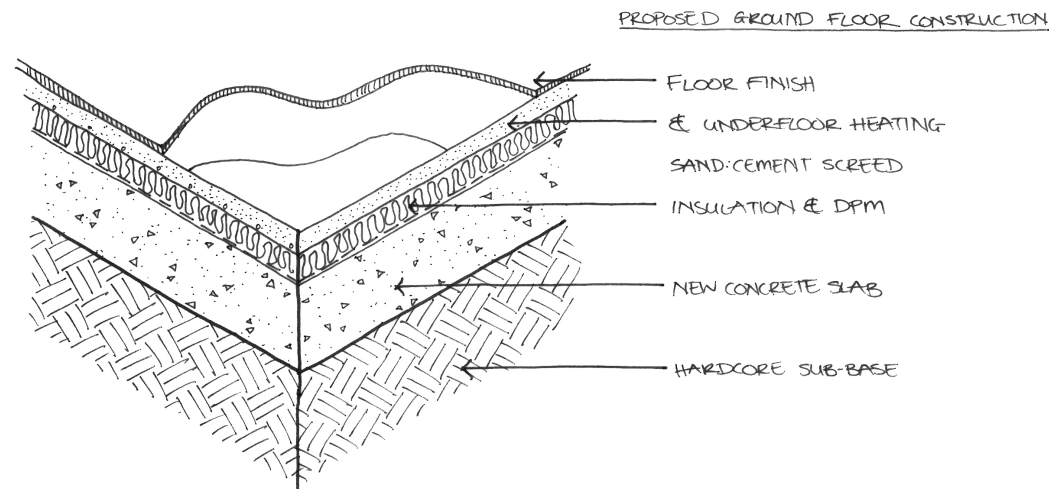 PROPOSED GROUND FLOOR CONSTRUCTION
FLOOR FINISH
& UNDERFLOOR HEATING
SAND:CEMENT SCREED
INSULATION & DPM
NEW CONCRETE SLAB
HARDCORE SUB-BASE